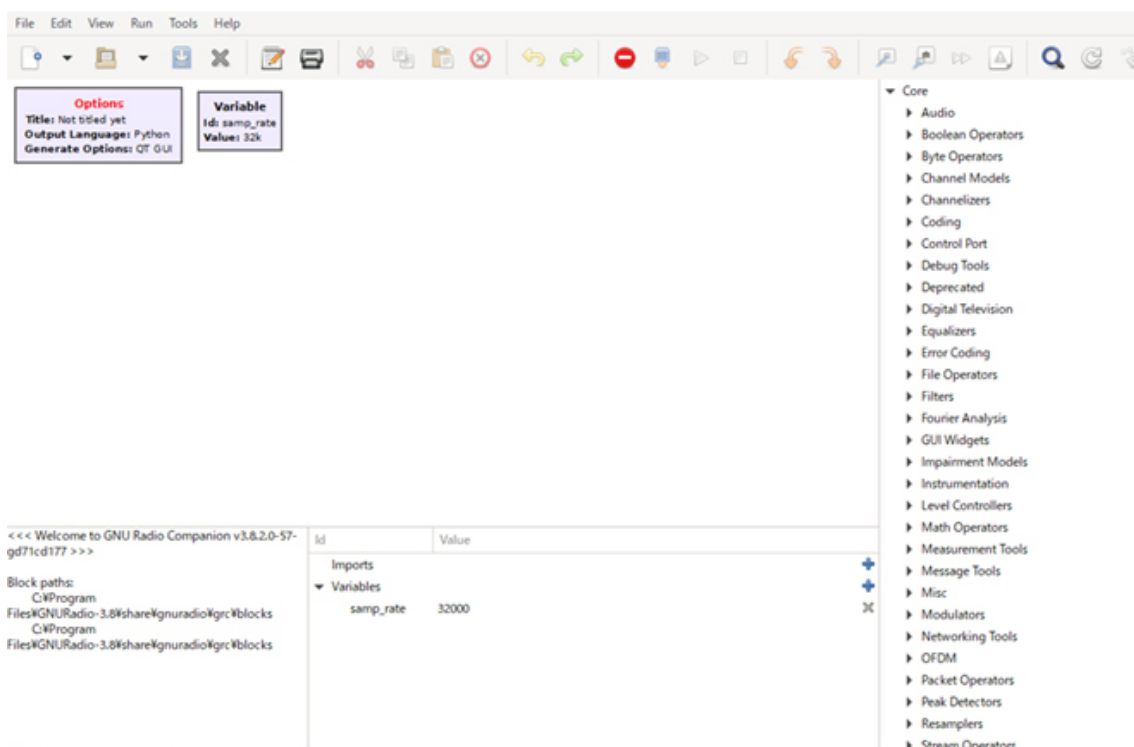 File Edit View Run Tools Help
Options
Title: Not titled yet
Output Language: Python
Generate Options: QT GUI
Variable
Id: samp_rate
Value: 32k
Core
Audio
Boolean Operators
Byte Operators
Channel Models
Channelizers
Coding
Control Port
Debug Tools
Deprecated
Digital Television
Equalizers
Error Coding
File Operators
Filters
Fourier Analysis
GUI Widgets
Impairment Models
Instrumentation
Level Controllers
Math Operators
Measurement Tools
Message Tools
Misc
Modulators
Networking Tools
OFDM
Packet Operators
Peak Detectors
Resamplers
Stream Operators
<<< Welcome to GNU Radio Companion v3.8.2.0-57-
gd71cd177 >>>
Block paths:
C:¥Program
Files¥GNURadio-3.8¥share¥gnuradio¥grc¥blocks
C:¥Program
Files¥GNURadio-3.8¥share¥gnuradio¥grc¥blocks
Id Value
Imports
Variables
samp_rate 32000